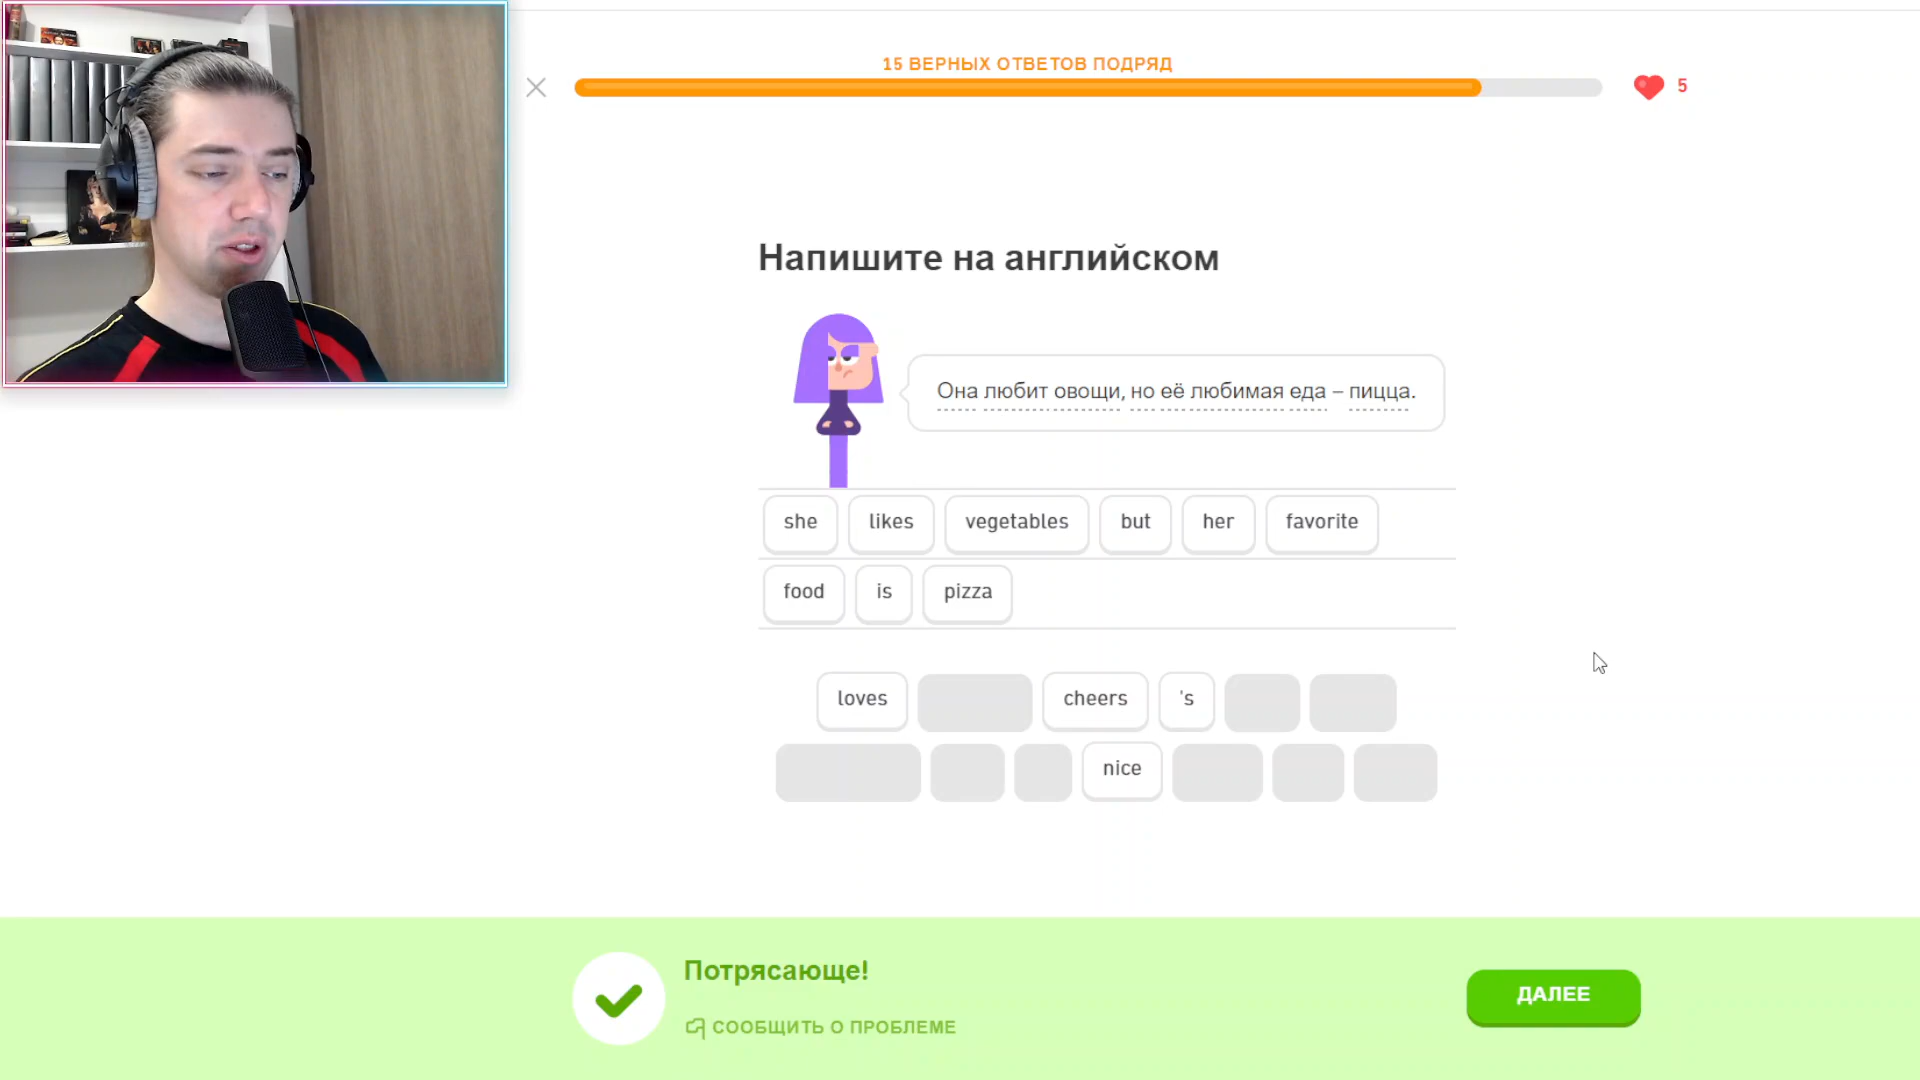 15 ВЕРНЫХ ОТВЕТОВ ПОДРЯД
5
Напишите на английском
Она любит овощи, но её любимая еда – пицца.
she likes vegetables but her favorite
food is pizza
loves cheers 's
nice
Потрясающе!
СООБЩИТЬ О ПРОБЛЕМЕ
ДАЛЕЕ